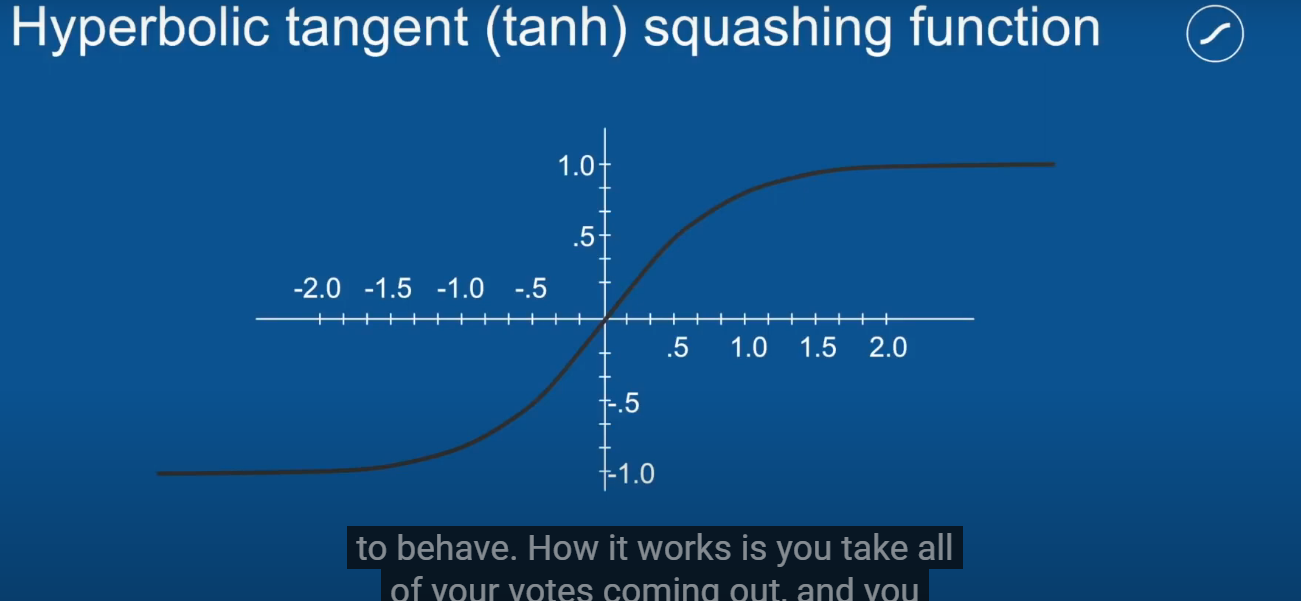 Hyperbolic tangent (tanh) squashing function
1.0
.5
-2.0 -1.5 -1.0 -.5
.5 1.0 1.5 2.0
-.5
-1.0
to behave. How it works is you take all
of your votes coming out, and you